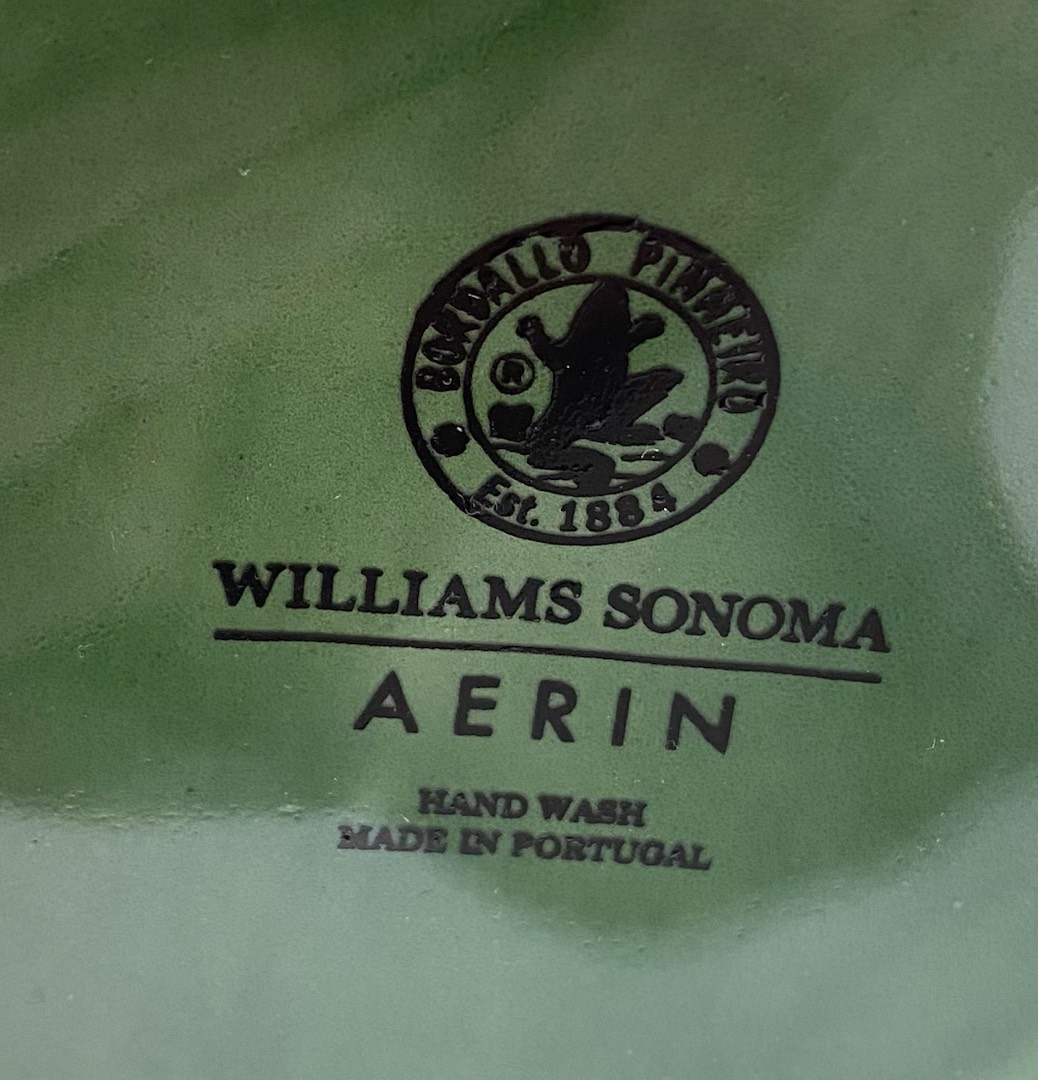 BORDALLO PINHEIRO
®
Est. 1884
WILLIAMS SONOMA
AERIN
HAND WASH
MADE IN PORTUGAL